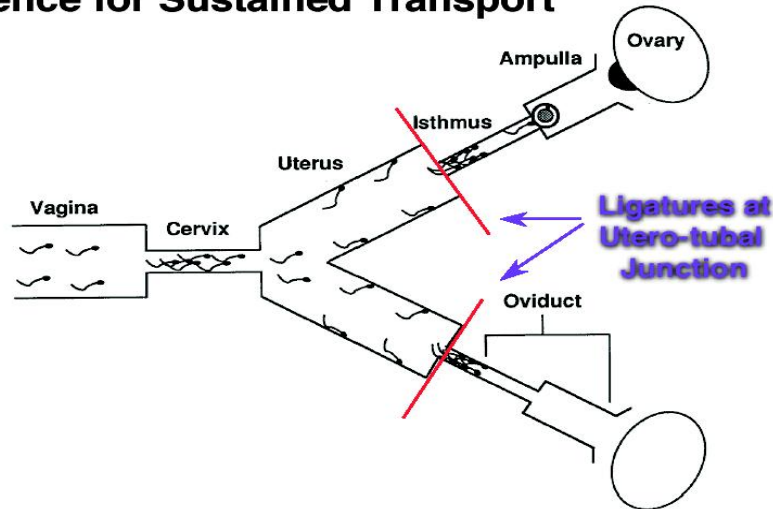 ence for Sustained Transport
Ovary
Ampulla
Isthmus
Uterus
Vagina
Cervix
Ligatures at
Utero-tubal
Junction
Oviduct